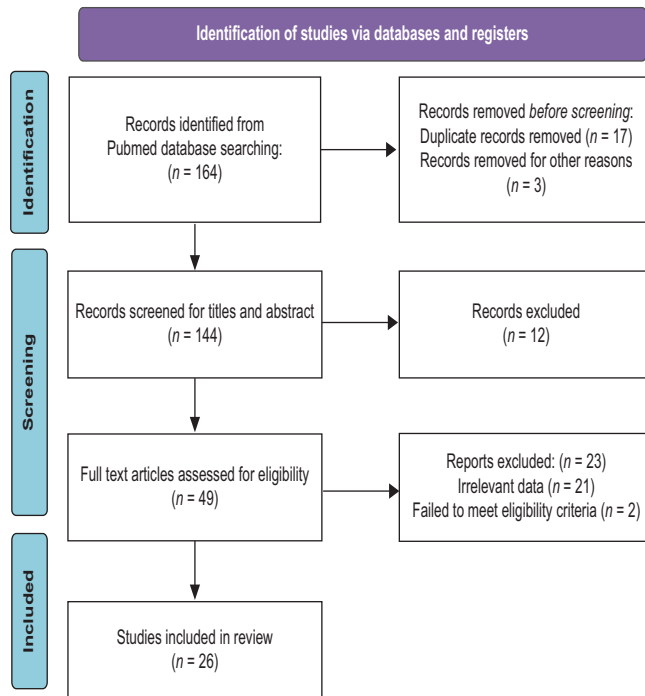 Identification of studies via databases and registers
Identification
Records identified from
Pubmed database searching:
(n = 164)
Records removed before screening:
Duplicate records removed (n = 17)
Records removed for other reasons
(n = 3)
Screening
Records screened for titles and abstract
(n = 144)
Records excluded
(n = 12)
Full text articles assessed for eligibility
(n = 49)
Reports excluded: (n = 23)
Irrelevant data (n = 21)
Failed to meet eligibility criteria (n = 2)
Included
Studies included in review
(n = 26)